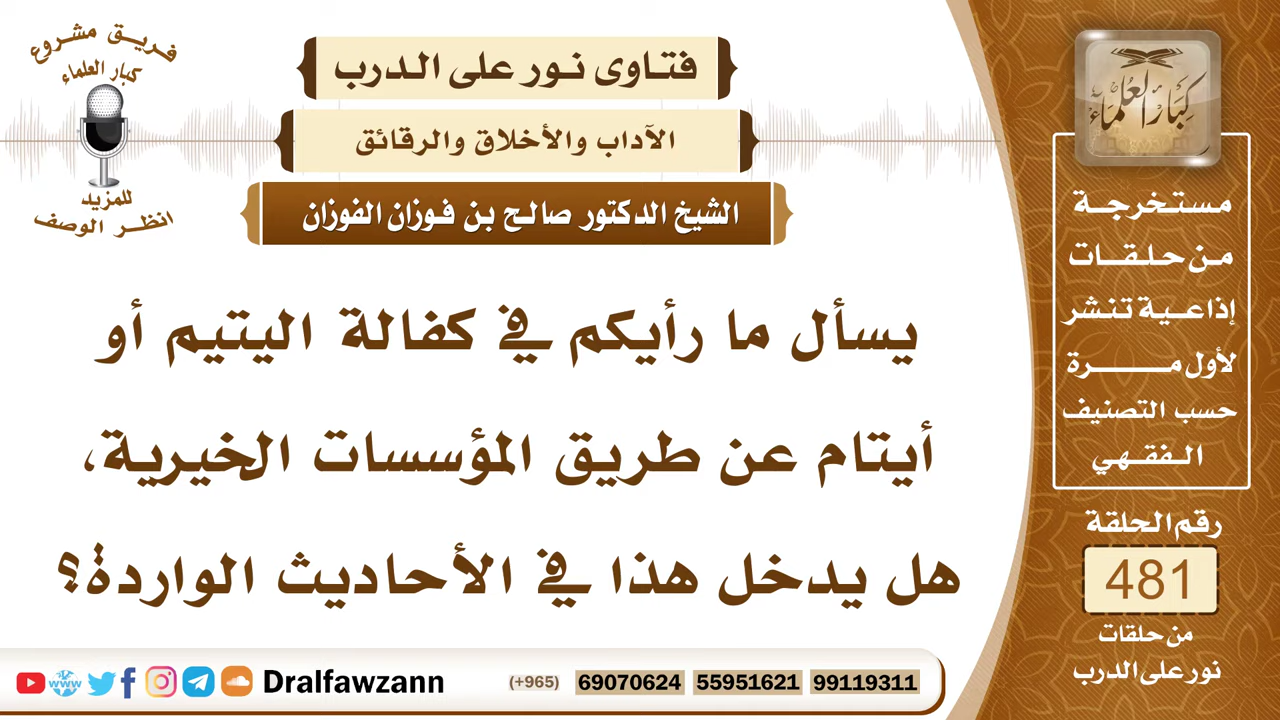 فريق مشروع
كبار العلماء
للمزيد
انظر الوصف
فتاوى نور على الدرب
الآداب والأخلاق والرقائق
الشيخ الدكتور صالح بن فوزان الفوزان
يسأل ما رأيكم في كفالة اليتيم أو
أيتام عن طريق المؤسسات الخيرية،
هل يدخل هذا في الأحاديث الواردة؟
كبار العلماء
مستخرجة
من حلقات
إذاعية تنشر
لأول مرة
حسب التصنيف
الفقهي
رقم الحلقة
481
من حلقات
نور على الدرب
www Dralfawzann (+965) 69070624 55951621 99119311